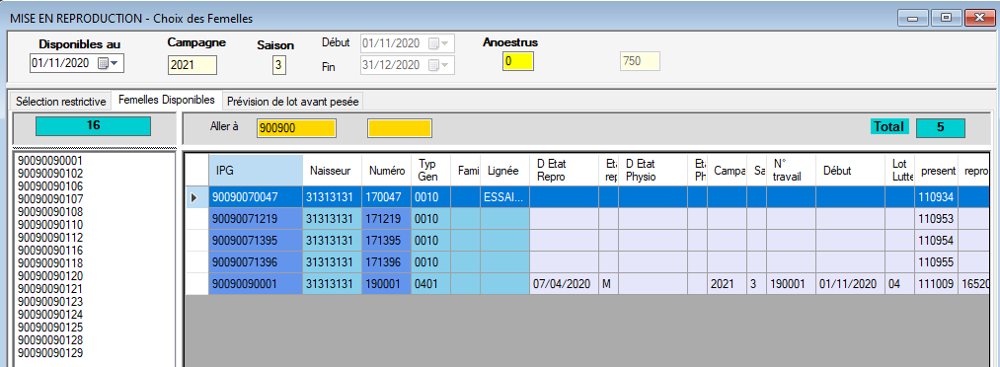 MISE EN REPRODUCTION - Choix des Femelles
Disponibles au Campagne Saison Début 01/11/2020 Anoestrus
01/11/2020 2021 3 Fin 31/12/2020 0 750
Sélection restrictive Femelles Disponibles Prévision de lot avant pesée
16 Aller à 900900 Total 5
90090090001
90090090102
90090090106
90090090107
90090090108
90090090110
90090090112
90090090116
90090090118
90090090120
90090090121
90090090123
90090090124
90090090125
90090090128
90090090129
IPG Naisseur Numéro Typ Gen Fami Lignée D Etat Repro Eta rep D Etat Physio Et Ph Campa Sa N° travail Début Lot Lutte present repro
90090070047 31313131 170047 0010 ESSAI... 110934
90090071219 31313131 171219 0010 110953
90090071395 31313131 171395 0010 110954
90090071396 31313131 171396 0010 110955
90090090001 31313131 190001 0401 07/04/2020 M 2021 3 190001 01/11/2020 04 111009 16520